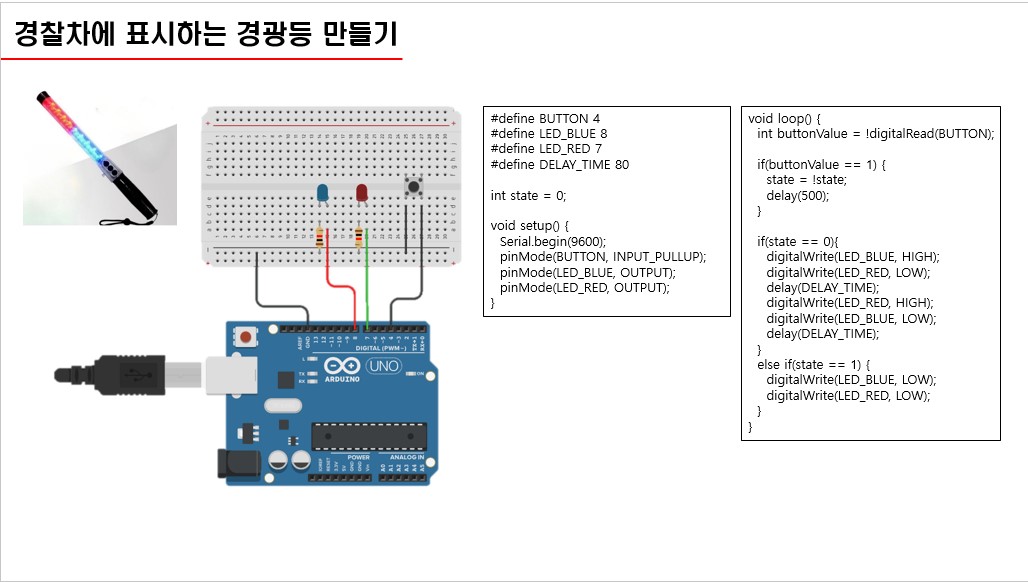 경찰차에 표시하는 경광등 만들기
#define BUTTON 4
#define LED_BLUE 8
#define LED_RED 7
#define DELAY_TIME 80
int state = 0;
void setup() {
Serial.begin(9600);
pinMode(BUTTON, INPUT_PULLUP);
pinMode(LED_BLUE, OUTPUT);
pinMode(LED_RED, OUTPUT);
}
void loop() {
int buttonValue = !digitalRead(BUTTON);
if(buttonValue == 1) {
state = !state;
delay(500);
}
if(state == 0){
digitalWrite(LED_BLUE, HIGH);
digitalWrite(LED_RED, LOW);
delay(DELAY_TIME);
digitalWrite(LED_RED, HIGH);
digitalWrite(LED_BLUE, LOW);
delay(DELAY_TIME);
}
else if(state == 1) {
digitalWrite(LED_BLUE, LOW);
digitalWrite(LED_RED, LOW);
}
}
DIGITAL (PWM~)
L
TX
RX
UNO
ON
ARDUINO
POWER
ANALOG IN